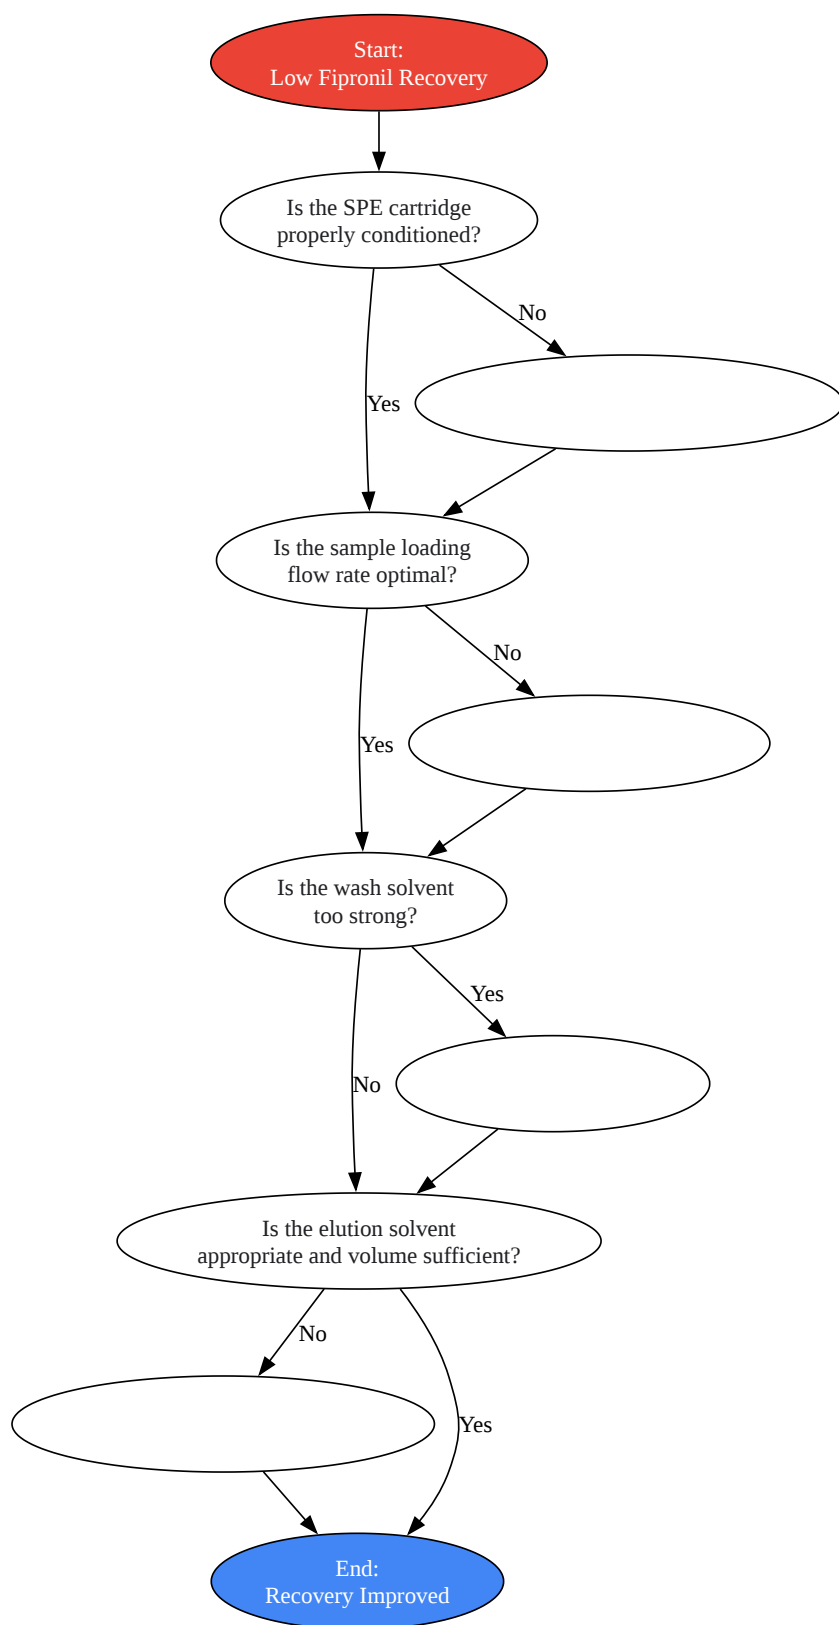 Start:
Low Fipronil Recovery
Is the SPE cartridge
properly conditioned?
No
Yes
Is the sample loading
flow rate optimal?
No
Yes
Is the wash solvent
too strong?
Yes
No
Is the elution solvent
appropriate and volume sufficient?
No
Yes
End:
Recovery Improved